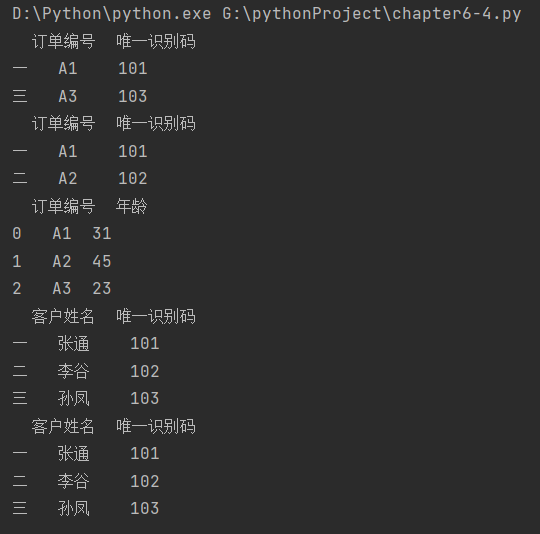 D:\Python\python.exe G:\pythonProject\chapter6-4.py
订单编号 唯一识别码
一 A1 101
三 A3 103
订单编号 唯一识别码
一 A1 101
二 A2 102
订单编号 年龄
0 A1 31
1 A2 45
2 A3 23
客户姓名 唯一识别码
一 张通 101
二 李谷 102
三 孙凤 103
客户姓名 唯一识别码
一 张通 101
二 李谷 102
三 孙凤 103